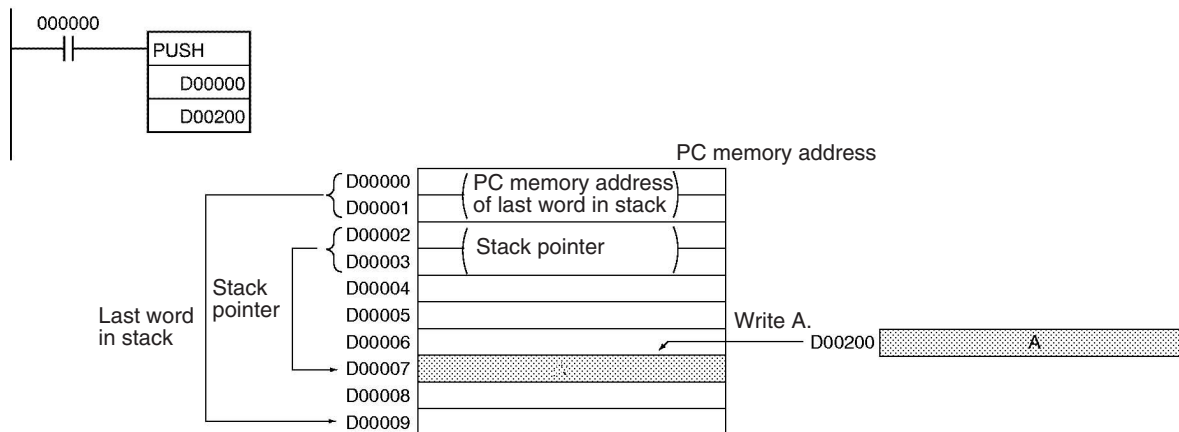 000000
PUSH
D00000
D00200
PC memory address
D00000
D00001
D00002
D00003
D00004
D00005
D00006
D00007
D00008
D00009
PC memory address
of last word in stack
Stack pointer
Last word
in stack
Stack
pointer
Write A.
D00200
A